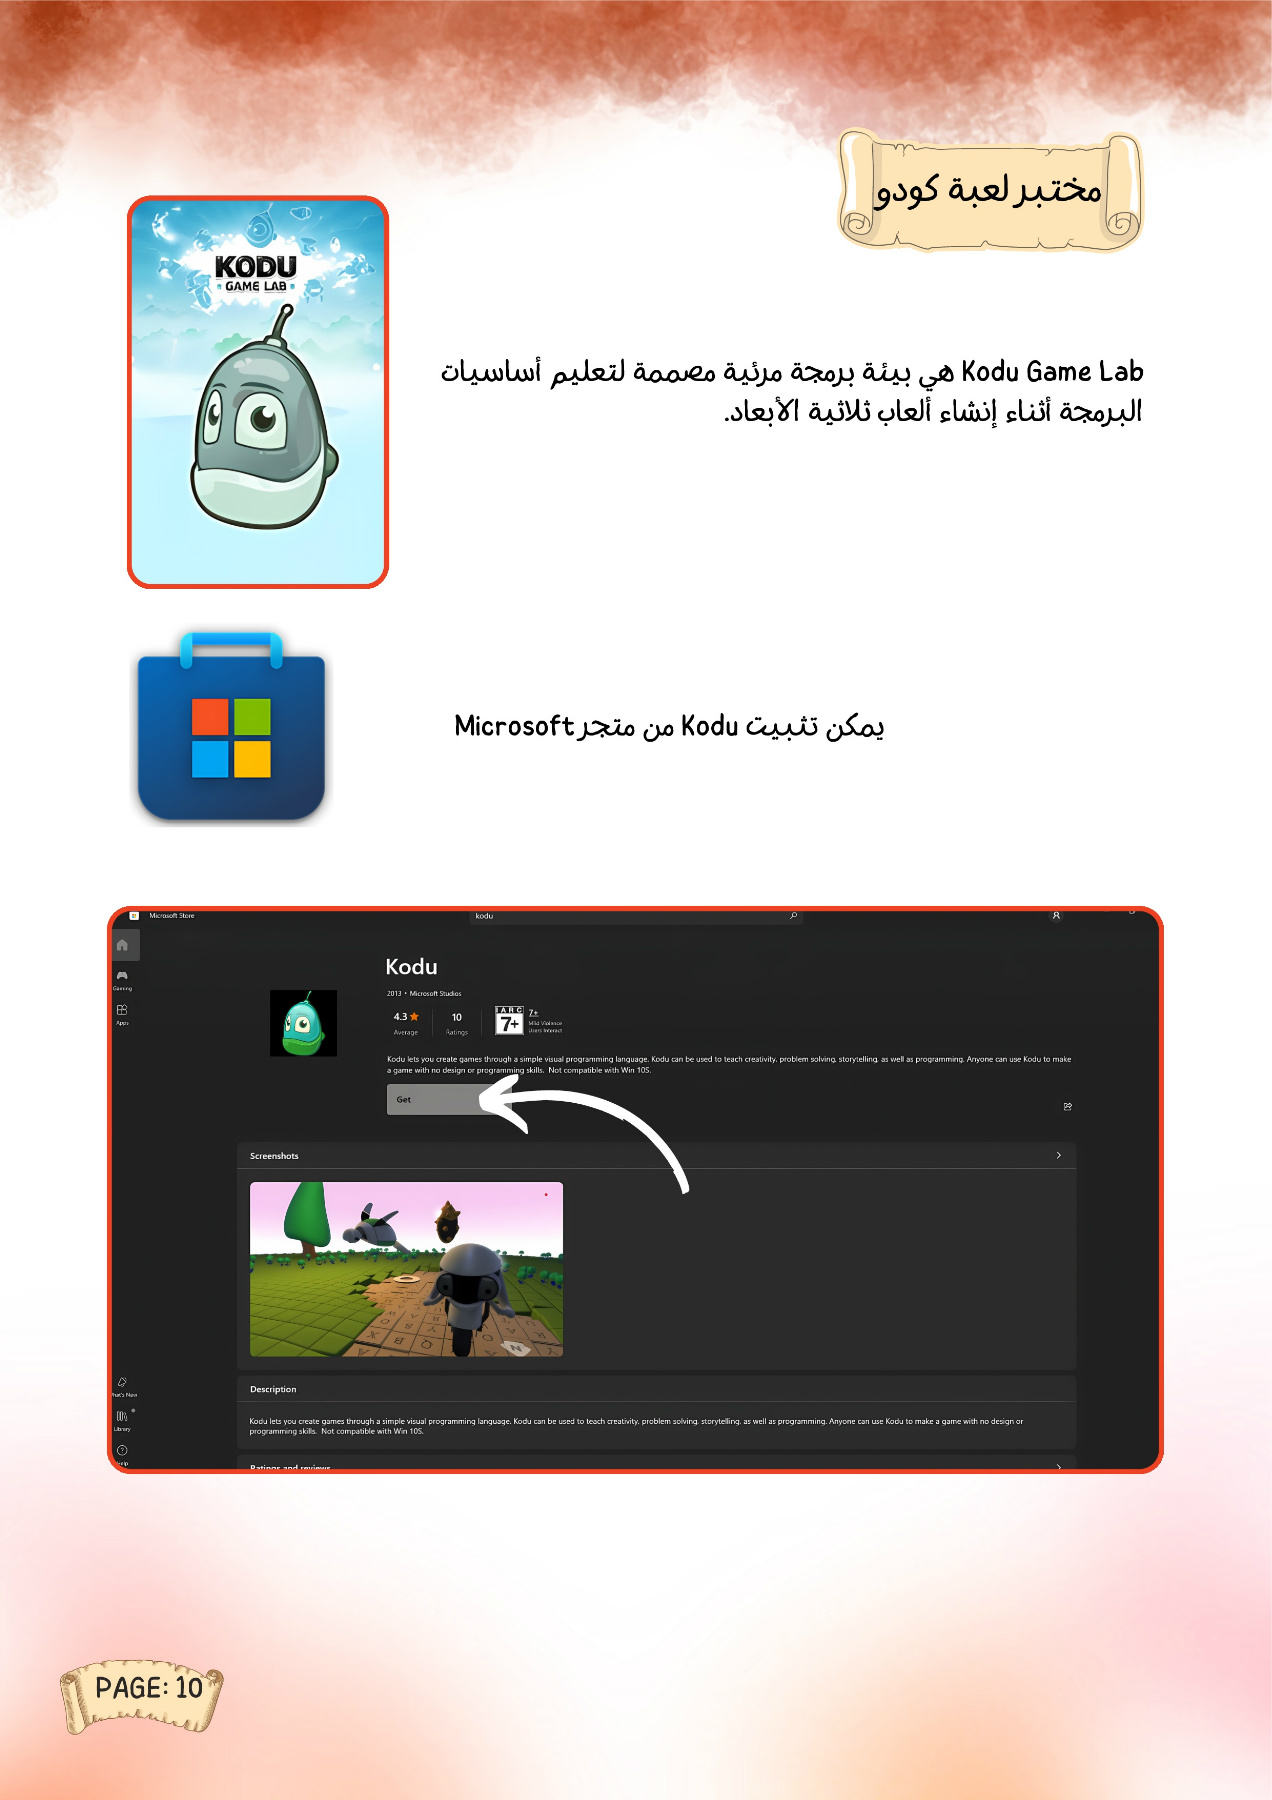 مختبر لعبة كودو
KODU
GAME LAB
Kodu Game Lab هي بيئة برمجة مرئية مصممة لتعليم أساسيات
البرمجة أثناء إنشاء ألعاب ثلاثية الأبعاد.
يمكن تثبيت Kodu من متجر Microsoft
Microsoft Store
kodu
Gaming
Apps
Kodu
2013 • Microsoft Studios
4.3
Average
10
Ratings
IARC
7+
7+
Mild Violence
Users Interact
Kodu lets you create games through a simple visual programming language. Kodu can be used to teach creativity, problem solving, storytelling, as well as programming. Anyone can use Kodu to make
a game with no design or programming skills. Not compatible with Win 10S.
Get
Screenshots
Description
Kodu lets you create games through a simple visual programming language. Kodu can be used to teach creativity, problem solving, storytelling, as well as programming. Anyone can use Kodu to make a game with no design or
programming skills. Not compatible with Win 10S.
What's New
Library
Help
Ratings and reviews
PAGE: 10